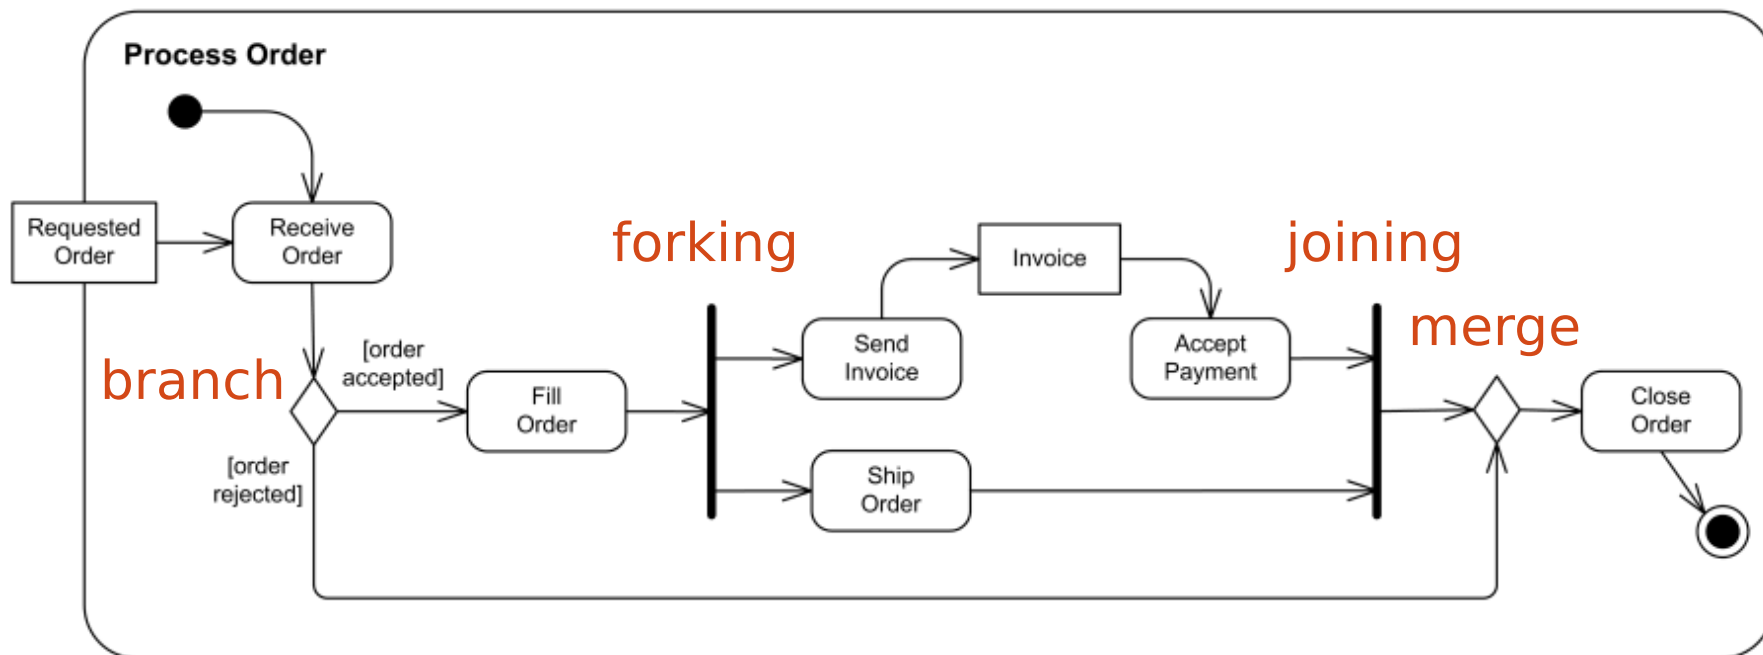 Process Order
Requested
Order
Receive
Order
forking
Invoice
joining
merge
branch
[order
accepted]
Fill
Order
Send
Invoice
Accept
Payment
Close
Order
[order
rejected]
Ship
Order